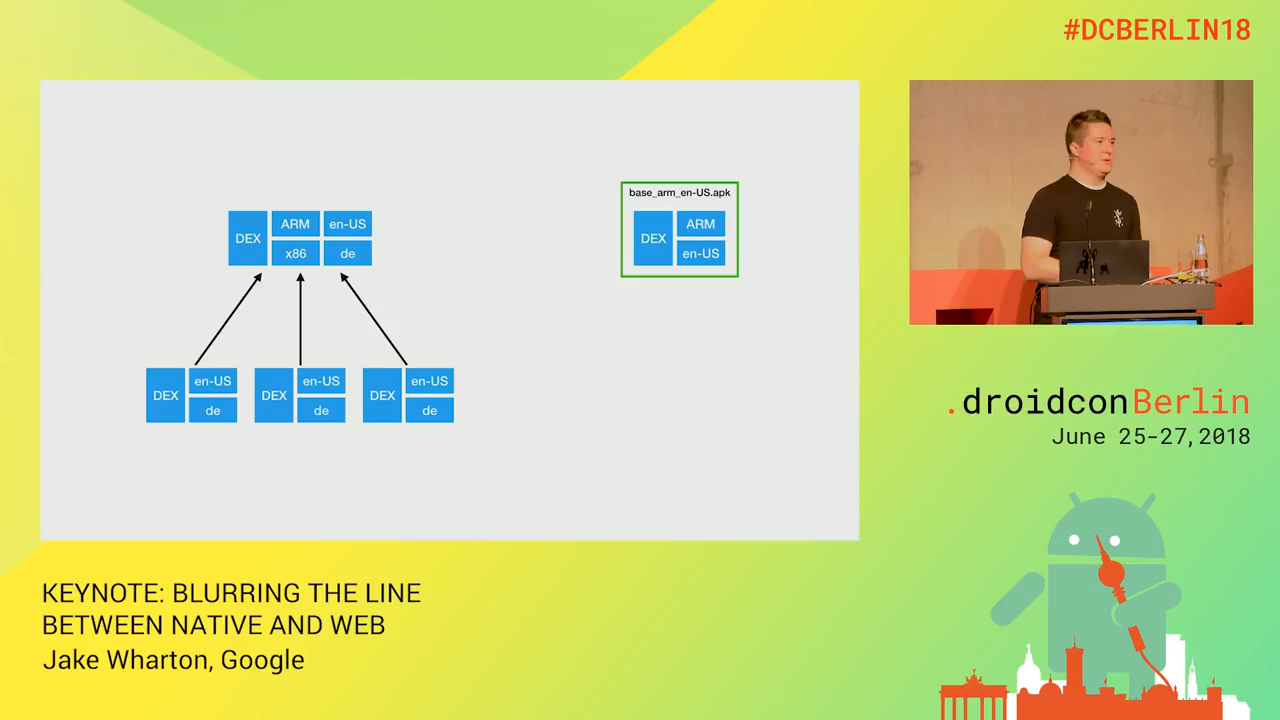 #DCBERLIN18
base_arm_en-US.apk
DEX
ARM
en-US
x86
de
DEX
ARM
en-US
DEX
en-US
de
DEX
en-US
de
DEX
en-US
de
.droidconBerlin
June 25-27, 2018
KEYNOTE: BLURRING THE LINE
BETWEEN NATIVE AND WEB
Jake Wharton, Google